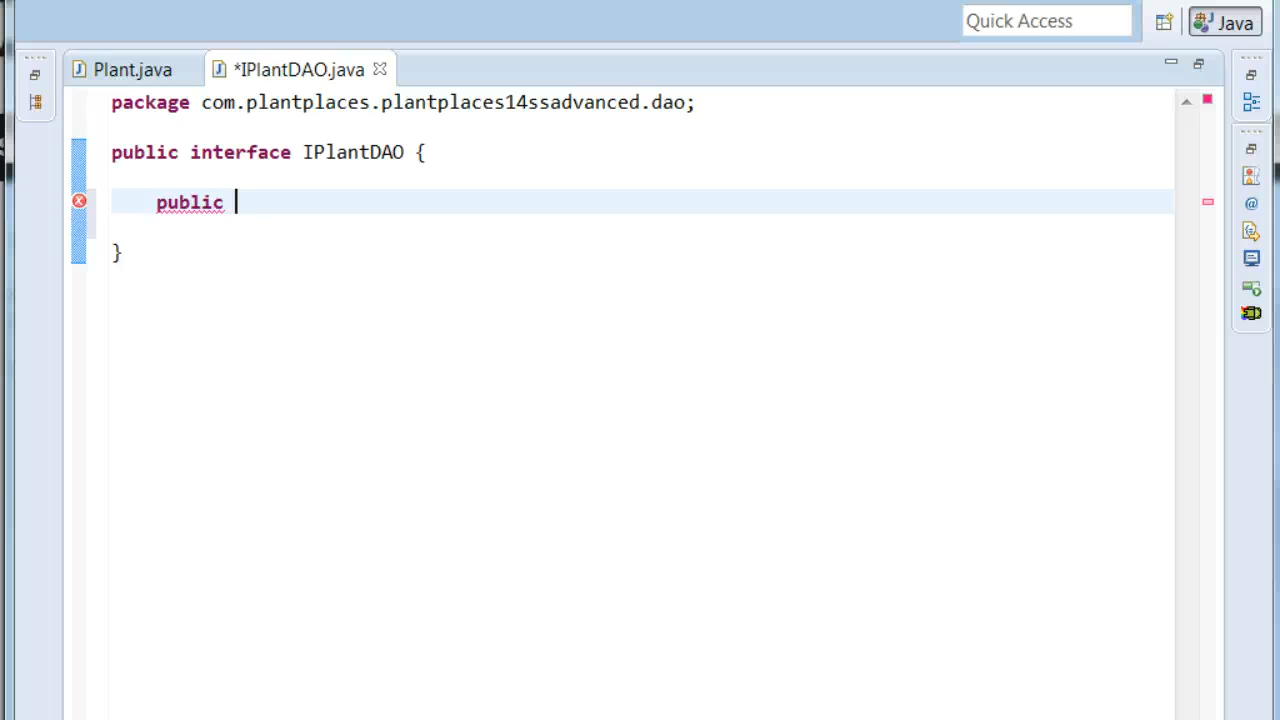 Quick Access
Java
Plant.java
*IPlantDAO.java
package com.plantplaces.plantplaces14ssadvanced.dao;
public interface IPlantDAO {
public
}